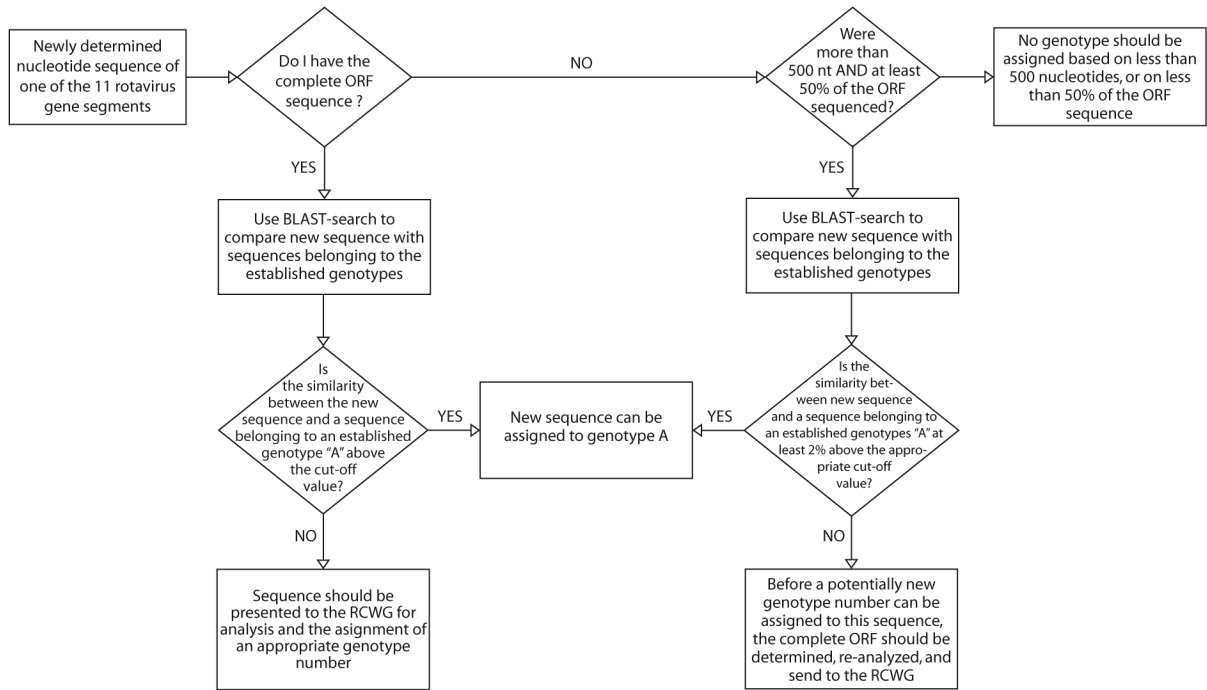 Newly determined
nucleotide sequence of
one of the 11 rotavirus
gene segments
Do I have the
complete ORF
sequence ?
NO
Were
more than
500 nt AND at least
50% of the ORF
sequenced?
No genotype should be
assigned based on less than
500 nucleotides, or on less
than 50% of the ORF
sequence
YES
YES
Use BLAST-search to
compare new sequence with
sequences belonging to the
established genotypes
Use BLAST-search to
compare new sequence with
sequences belonging to the
established genotypes
Is
the similarity
between the new
sequence and a sequence
belonging to an established
genotype “A” above
the cut-off
value?
YES
New sequence can be
assigned to genotype A
YES
Is the
similarity bet-
ween new sequence
and a sequence belonging to
an established genotypes “A” at
least 2% above the appro-
priate cut-off
value?
NO
NO
Sequence should be
presented to the RCWG for
analysis and the asignment of
an appropriate genotype
number
Before a potentially new
genotype number can be
assigned to this sequence,
the complete ORF should be
determined, re-analyzed, and
send to the RCWG